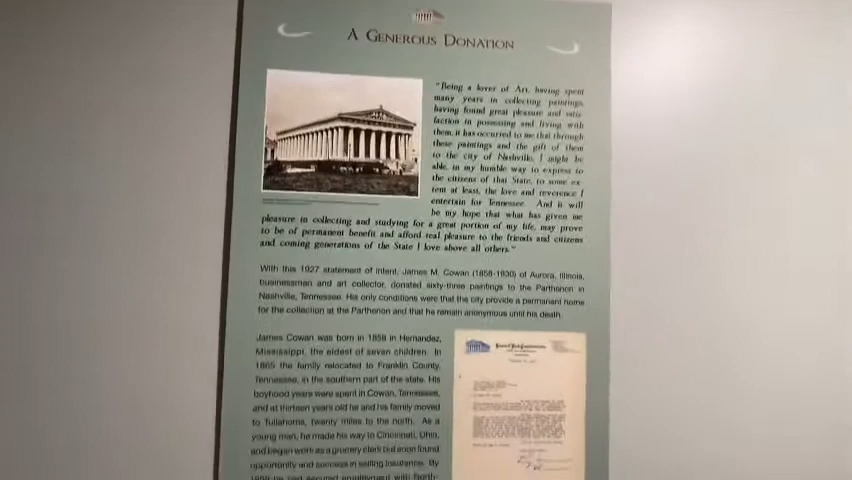 A GENEROUS DONATION
"Being a lover of Art, having spent
many years in collecting paintings,
having found great pleasure and satis-
faction in possessing and living with
them, it has occurred to me that through
these paintings and the gift of them
to the city of Nashville, I might be
able, in my humble way to express to
the citizens of that State, to some ex-
tent at least, the love and reverence I
entertain for Tennessee. And it will
be my hope that what has given me
pleasure in collecting and studying for a great portion of my life, may prove
to be of permanent benefit and afford real pleasure to the friends and citizens
and coming generations of the State I love above all others."
With this 1927 statement of intent, James M. Cowan (1858-1930) of Aurora, Illinois,
businessman and art collector, donated sixty-three paintings to the Parthenon in
Nashville, Tennessee. His only conditions were that the city provide a permanent home
for the collection at the Parthenon and that he remain anonymous until his death.
James Cowan was born in 1858 in Hernandez,
Mississippi, the eldest of seven children. In
1865 the family relocated to Franklin County,
Tennessee, in the southern part of the state. His
boyhood years were spent in Cowan, Tennessee,
and at thirteen years old he and his family moved
to Tullahoma, twenty miles to the north. As a
young man, he made his way to Cincinnati, Ohio,
and began work as a grocery clerk but soon found
opportunity and success in selling insurance. By
had secured employment with North-